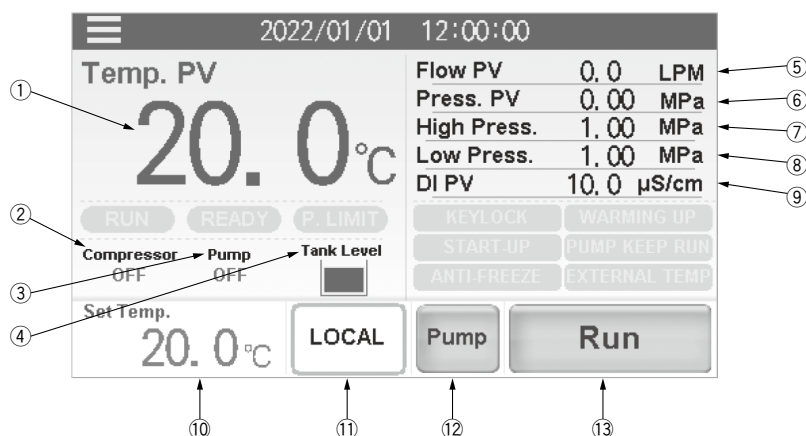 2022/01/01 12:00:00
Temp. PV
① 20.0℃
Flow PV 0.0 LPM ⑤
Press. PV 0.00 MPa ⑥
High Press. 1.00 MPa ⑦
Low Press. 1.00 MPa ⑧
DI PV 10.0 μS/cm ⑨
RUN READY P. LIMIT
KEYLOCK WARMING UP
START-UP PUMP KEEP RUN
ANTI-FREEZE EXTERNAL TEMP
② Compressor
OFF
③ Pump
OFF
④ Tank Level
Set Temp.
20.0℃
LOCAL
Pump
Run
⑩ ⑪ ⑫ ⑬